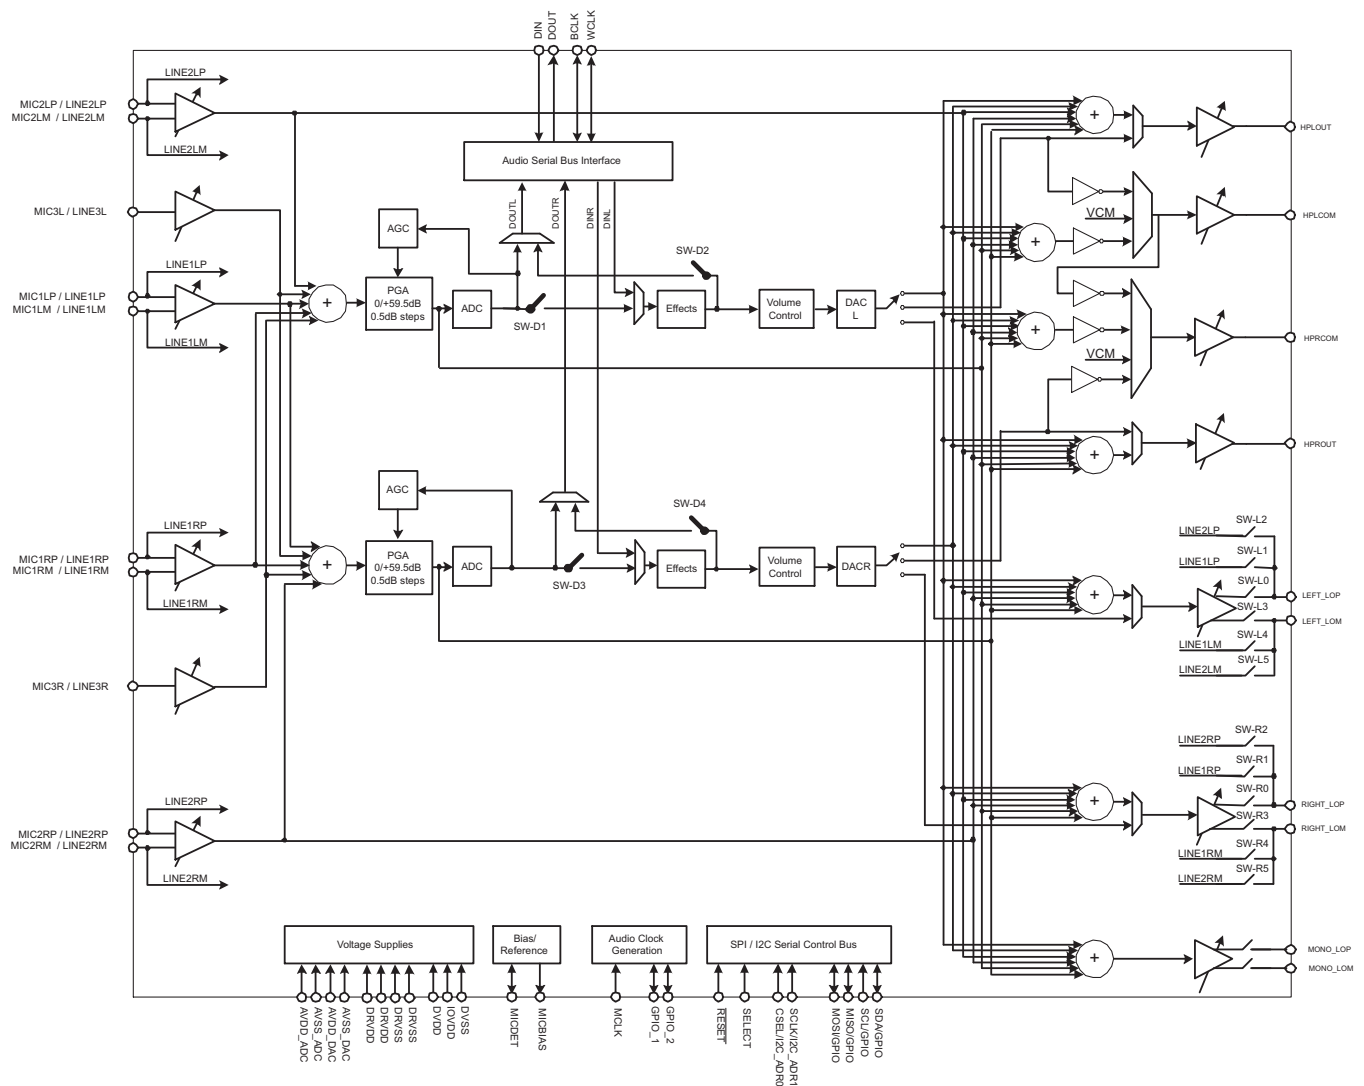 DIN
DOUT
BCLK
WCLK
LINE2LP
MIC2LP / LINE2LP
MIC2LM / LINE2LM
LINE2LM
MIC3L / LINE3L
LINE1LP
MIC1LP / LINE1LP
MIC1LM / LINE1LM
LINE1LM
Audio Serial Bus Interface
DOUTL
DOUTR
DINR
DINL
AGC
PGA
0/+59.5dB
0.5dB steps
ADC
SW-D1
SW-D2
Effects
Volume
Control
DAC
L
+
+
+
+
VCM
VCM
+
+
HPLOUT
HPLCOM
HPRCOM
HPROUT
LINE1RP
MIC1RP / LINE1RP
MIC1RM / LINE1RM
LINE1RM
MIC3R / LINE3R
LINE2RP
MIC2RP / LINE2RP
MIC2RM / LINE2RM
LINE2RM
+
AGC
PGA
0/+59.5dB
0.5dB steps
ADC
SW-D3
SW-D4
Effects
Volume
Control
DACR
+
SW-L2
LINE2LP
SW-L1
LINE1LP
SW-L0
LEFT_LOP
SW-L3
LEFT_LOM
SW-L4
LINE1LM
SW-L5
LINE2LM
SW-R2
LINE2RP
SW-R1
LINE1RP
SW-R0
RIGHT_LOP
SW-R3
RIGHT_LOM
SW-R4
LINE1RM
SW-R5
LINE2RM
+
MONO_LOP
MONO_LOM
Voltage Supplies
Bias/
Reference
Audio Clock
Generation
SPI / I2C Serial Control Bus
AVDD_ADC
AVSS_ADC
AVDD_DAC
AVSS_DAC
DRVDD
DRVDD
DRVSS
DRVSS
DVDD
IOVDD
DVSS
MICDET
MICBIAS
MCLK
GPIO_1
GPIO_2
RESET
SELECT
CSEL/I2C_ADR0
SCLK/I2C_ADR1
MOSI/GPIO
MISO/GPIO
SCL/GPIO
SDA/GPIO